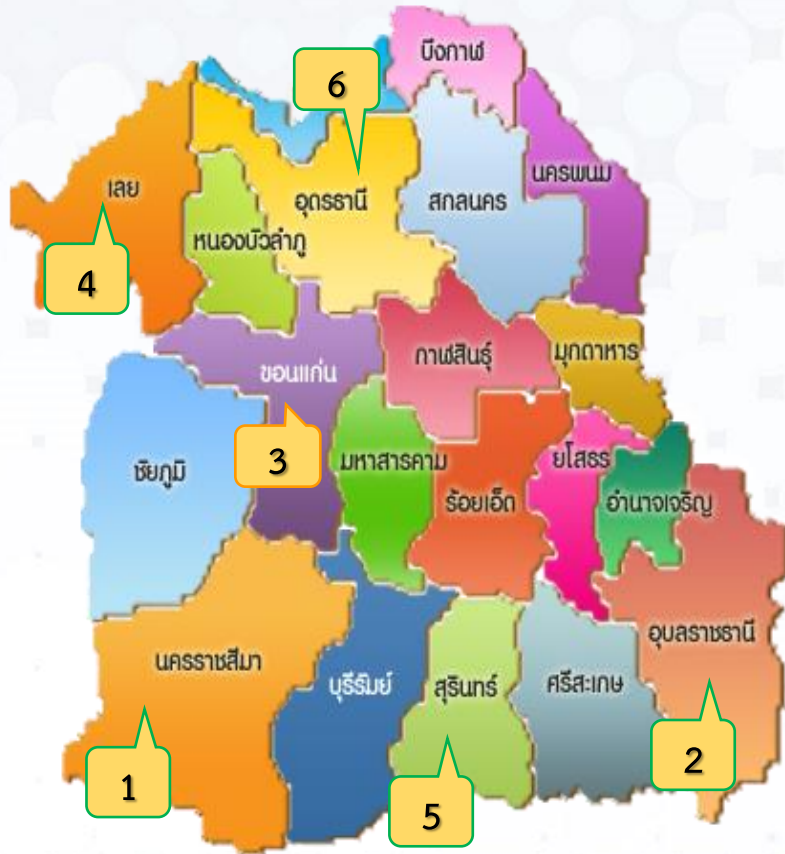 บึงกาฬ
6
นครพนม
เลย
อุดรธานี
สกลนคร
หนองบัวลำภู
4
กาฬสินธุ์
มุกดาหาร
ขอนแก่น
3
มหาสารคาม
ยโสธร
ชัยภูมิ
ร้อยเอ็ด
อำนาจเจริญ
อุบลราชธานี
นครราชสีมา
บุรีรัมย์
สุรินทร์
ศรีสะเกษ
2
1
5